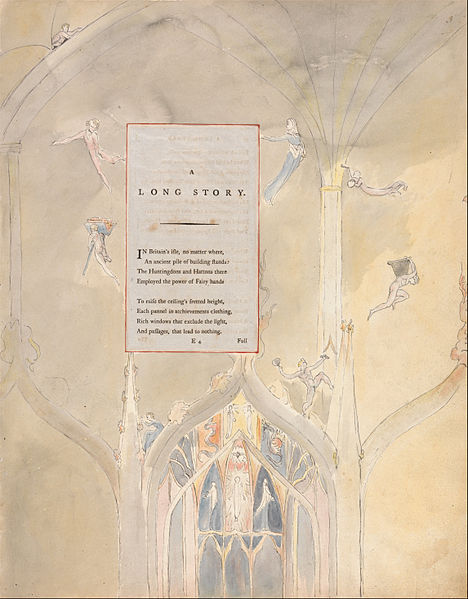 3
A
LONG STORY.
IN Britain's isle, no matter where,
An ancient pile of building stands:
The Huntingdons and Hattons there
Employed the power of Fairy hands
To raise the ceiling's fretted height,
Each pannel in atchievements clothing,
Rich windows that exclude the light,
And passages, that lead to nothing.
E 4 Full